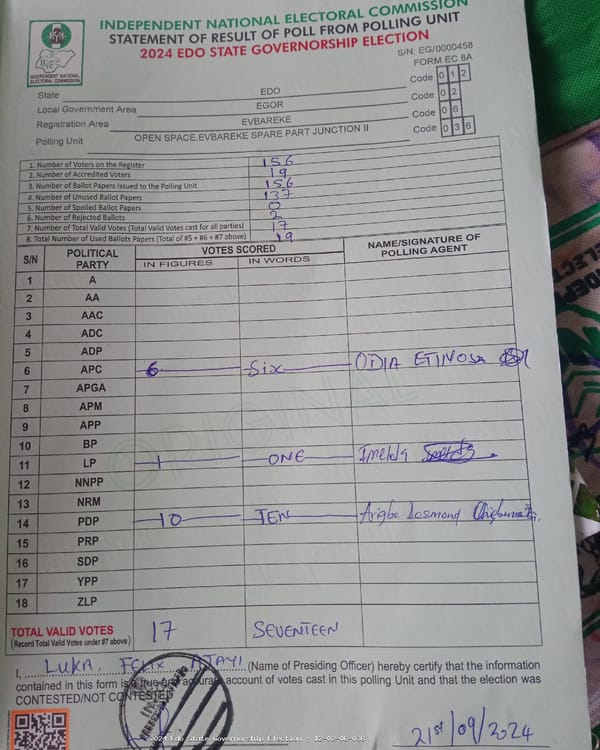 INDEPENDENT NATIONAL ELECTORAL COMMISSION
STATEMENT OF RESULT OF POLL FROM POLLING UNIT
2024 EDO STATE GOVERNORSHIP ELECTION
INEC
INDEPENDENT NATIONAL ELECTORAL COMMISSION
S/N: EG/0000458
FORM EC 8A
State EDO Code 0 1 2
Local Government Area EGOR Code 0 2
Registration Area EVBAREKE Code 0 6
Polling Unit OPEN SPACE,EVBAREKE SPARE PART JUNCTION II Code 0 3 6
1. Number of Voters on the Register 156
2. Number of Accredited Voters 19
3. Number of Ballot Papers Issued to the Polling Unit 156
4. Number of Unused Ballot Papers 137
5. Number of Spoiled Ballot Papers 0
6. Number of Rejected Ballots 2
7. Number of Total Valid Votes (Total Valid Votes cast for all parties) 17
8. Total Number of Used Ballots Papers (Total of #5 + #6 + #7 above) 19
S/N POLITICAL PARTY VOTES SCORED NAME/SIGNATURE OF POLLING AGENT
IN FIGURES IN WORDS
1 A
2 AA
3 AAC
4 ADC
5 ADP
6 APC 6 Six ODIA ETINOSA
7 APGA
8 APM
9 APP
10 BP
11 LP 1 ONE Imelda
12 NNPP
13 NRM
14 PDP 10 TEN Arigbe Desmond
15 PRP
16 SDP
17 YPP
18 ZLP
ORIGINAL
TOTAL VALID VOTES 17 SEVENTEEN
(Record Total Valid Votes under #7 above)
I, LUKA, FELIX AJAYI (Name of Presiding Officer) hereby certify that the information
contained in this form is a true and accurate account of votes cast in this polling Unit and that the election was
CONTESTED/NOT CONTESTED
21st/09/2024
2024 Edo State Governorship Election - 12-02-06-036